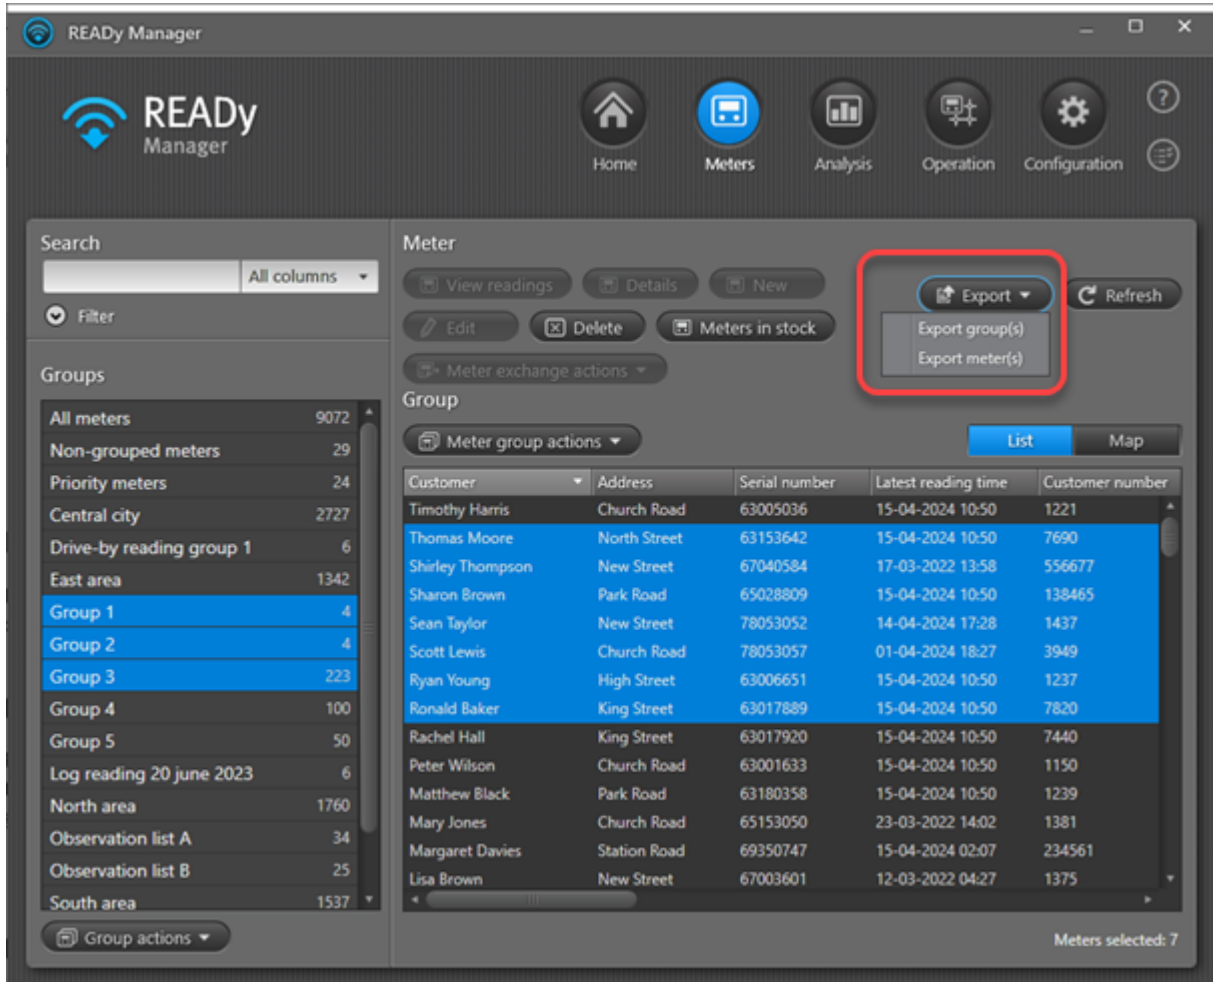 READy Manager
READy
Manager
Home
Meters
Analysis
Operation
Configuration
?
Search
All columns
Filter
Groups
All meters 9072
Non-grouped meters 29
Priority meters 24
Central city 2727
Drive-by reading group 1 6
East area 1342
Group 1 4
Group 2 4
Group 3 223
Group 4 100
Group 5 50
Log reading 20 june 2023 6
North area 1760
Observation list A 34
Observation list B 25
South area 1537
Group actions
Meter
View readings Details New
Export Refresh
Export group(s)
Export meter(s)
Edit Delete Meters in stock
Meter exchange actions
Group
Meter group actions
List Map
Customer Address Serial number Latest reading time Customer number
Timothy Harris Church Road 63005036 15-04-2024 10:50 1221
Thomas Moore North Street 63153642 15-04-2024 10:50 7690
Shirley Thompson New Street 67040584 17-03-2022 13:58 556677
Sharon Brown Park Road 65028809 15-04-2024 10:50 138465
Sean Taylor New Street 78053052 14-04-2024 17:28 1437
Scott Lewis Church Road 78053057 01-04-2024 18:27 3949
Ryan Young High Street 63006651 15-04-2024 10:50 1237
Ronald Baker King Street 63017889 15-04-2024 10:50 7820
Rachel Hall King Street 63017920 15-04-2024 10:50 7440
Peter Wilson Church Road 63001633 15-04-2024 10:50 1150
Matthew Black Park Road 63180358 15-04-2024 10:50 1239
Mary Jones Church Road 65153050 23-03-2022 14:02 1381
Margaret Davies Station Road 69350747 15-04-2024 02:07 234561
Lisa Brown New Street 67003601 12-03-2022 04:27 1375
Meters selected: 7